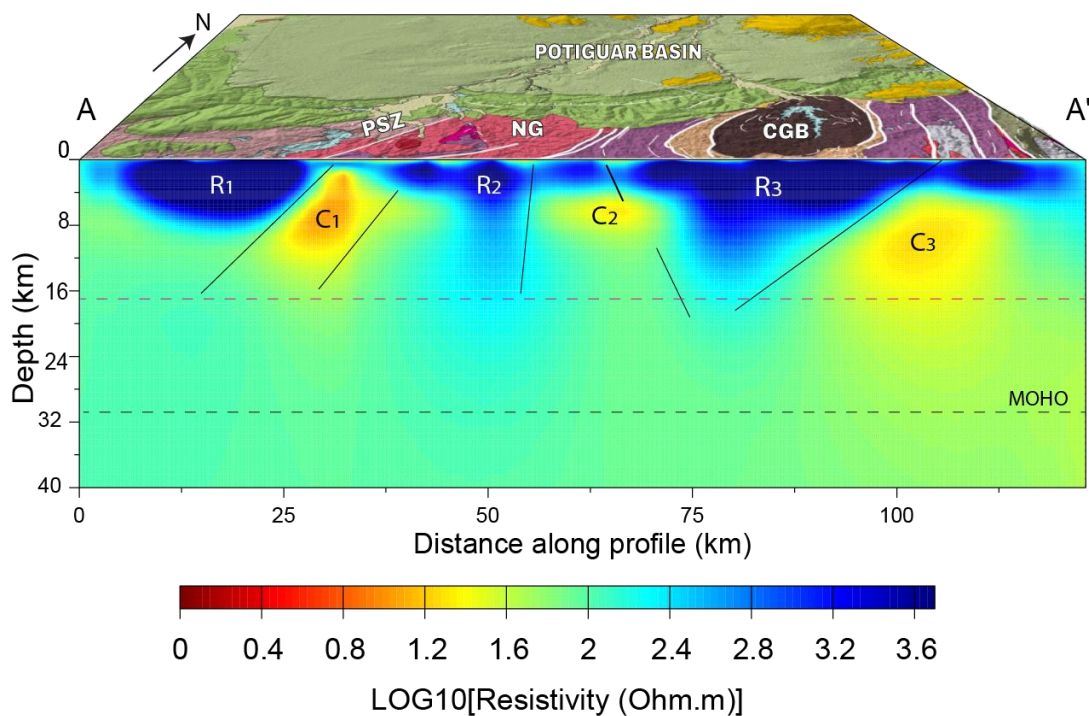 N
POTIGUAR BASIN
A
A'
PSZ
NG
CGB
0
R1
R2
R3
C1
C2
C3
8
16
24
32
40
MOHO
Depth (km)
0
25
50
75
100
Distance along profile (km)
0
0.4
0.8
1.2
1.6
2
2.4
2.8
3.2
3.6
LOG10[Resistivity (Ohm.m)]